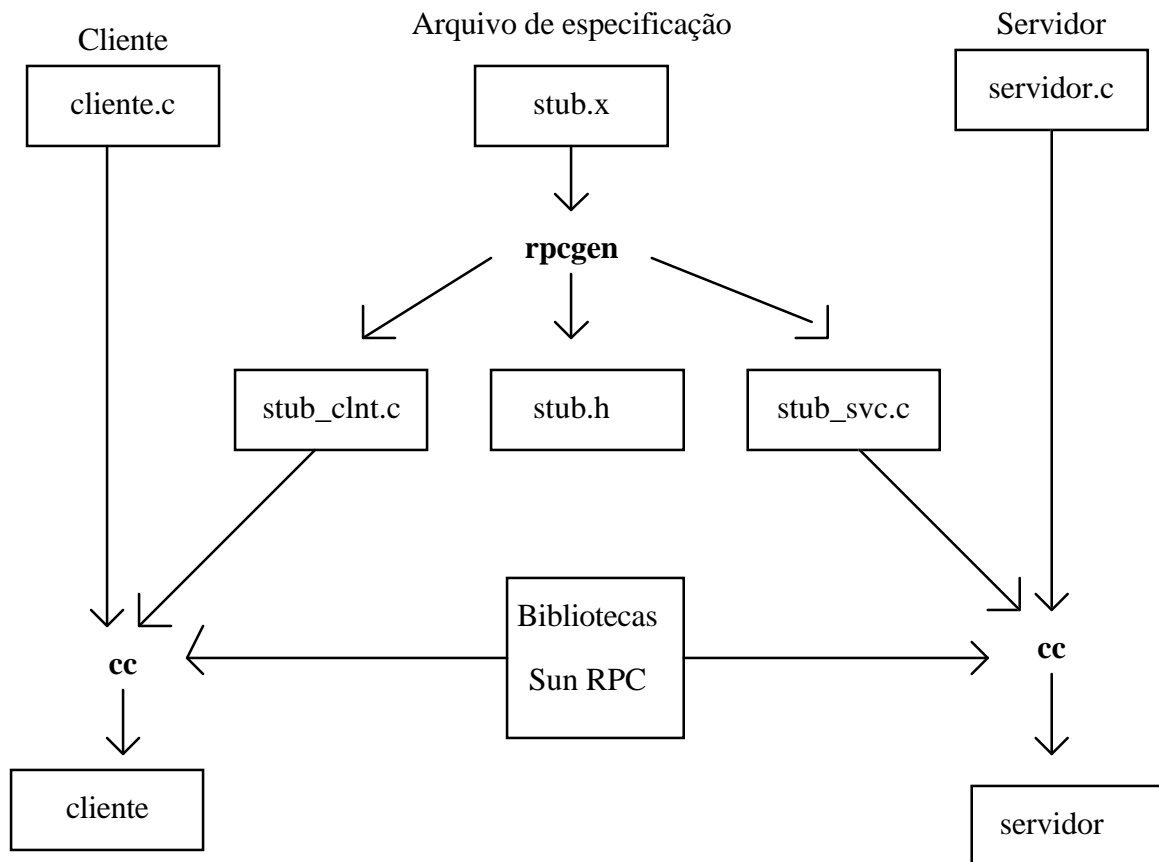 Cliente
Arquivo de especificação
Servidor
cliente.c
stub.x
servidor.c
rpcgen
stub_clnt.c
stub.h
stub_svc.c
Bibliotecas
Sun RPC
cc
cc
cliente
servidor